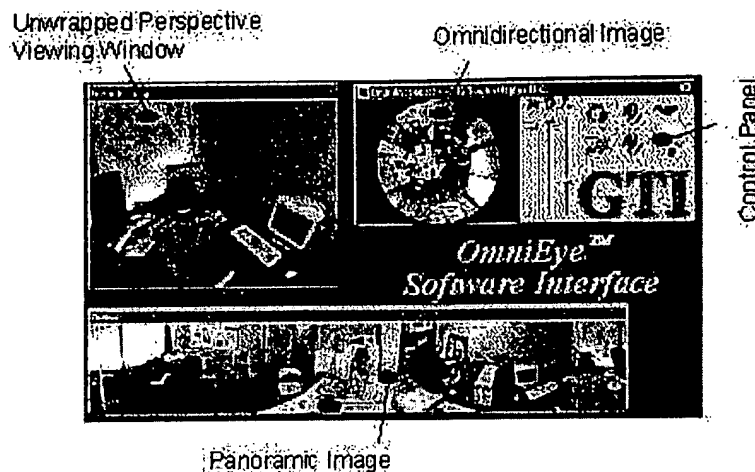 Unwrapped Perspective
Viewing Window
Omnidirectional Image
Control Panel
GTI
OmniEye™
Software Interface
Panoramic Image